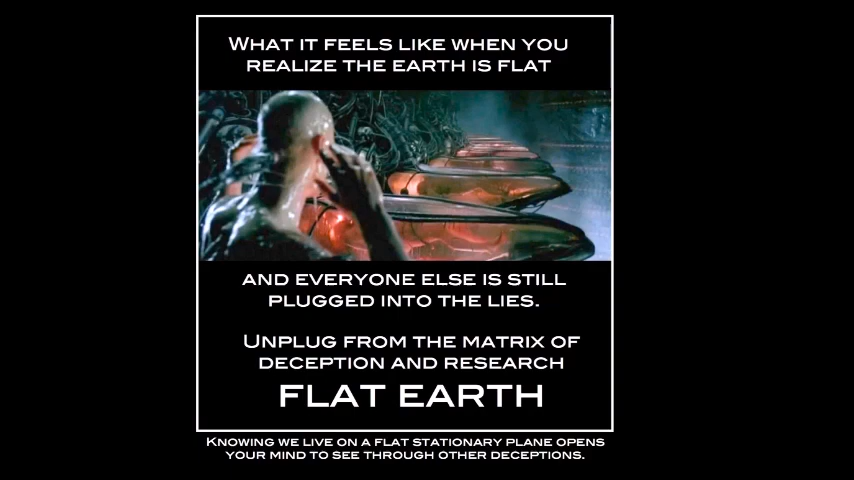 What it feels like when you
realize the earth is flat
and everyone else is still
plugged into the lies.
Unplug from the matrix of
deception and research
FLAT EARTH
Knowing we live on a flat stationary plane opens
your mind to see through other deceptions.